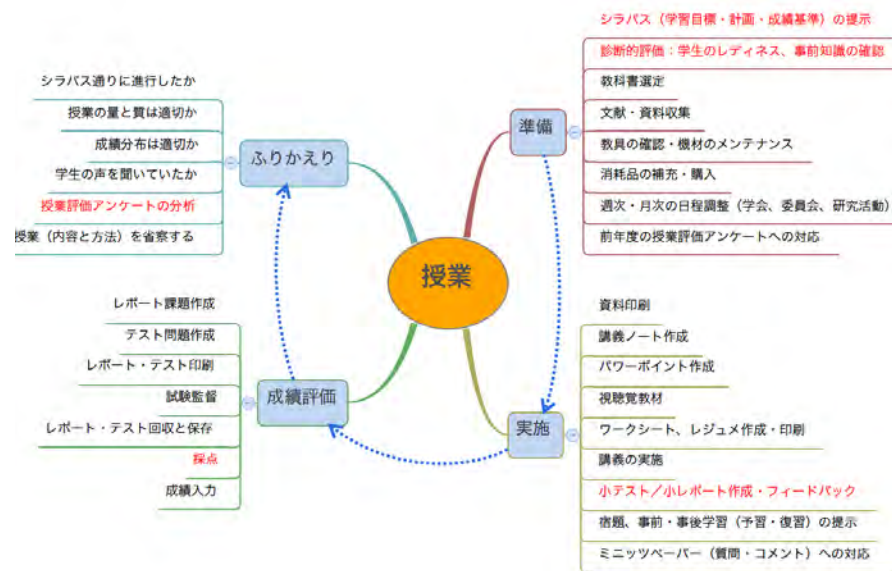 授業
準備
シラバス（学習目標・計画・成績基準）の提示
診断的評価：学生のレディネス、事前知識の確認
教科書選定
文献・資料収集
教具の確認・機材のメンテナンス
消耗品の補充・購入
週次・月次の日程調整（学会、委員会、研究活動）
前年度の授業評価アンケートへの対応
実施
資料印刷
講義ノート作成
パワーポイント作成
視聴覚教材
ワークシート、レジュメ作成・印刷
講義の実施
小テスト／小レポート作成・フィードバック
宿題、事前・事後学習（予習・復習）の提示
ミニッツペーパー（質問・コメント）への対応
成績評価
レポート課題作成
テスト問題作成
レポート・テスト印刷
試験監督
レポート・テスト回収と保存
採点
成績入力
ふりかえり
シラバス通りに進行したか
授業の量と質は適切か
成績分布は適切か
学生の声を聞いていたか
授業評価アンケートの分析
授業（内容と方法）を省察する